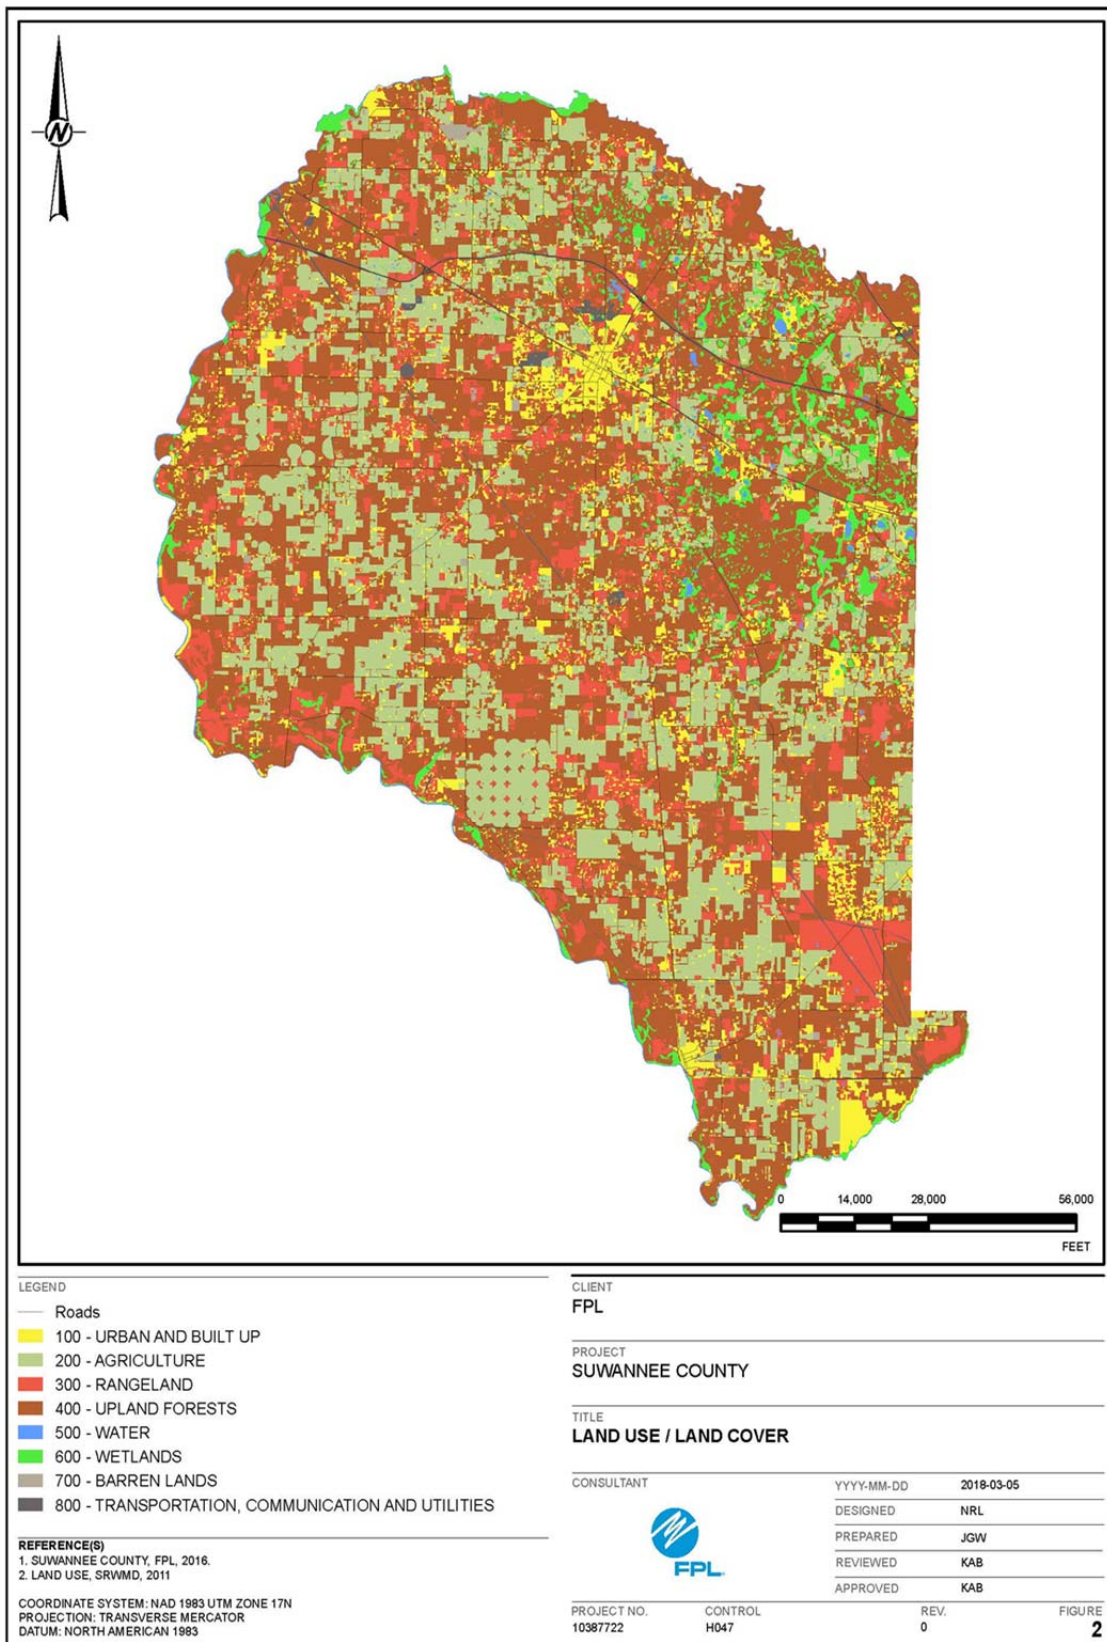 N
0 14,000 28,000 56,000
FEET
LEGEND
Roads
100 - URBAN AND BUILT UP
200 - AGRICULTURE
300 - RANGELAND
400 - UPLAND FORESTS
500 - WATER
600 - WETLANDS
700 - BARREN LANDS
800 - TRANSPORTATION, COMMUNICATION AND UTILITIES
REFERENCE(S)
1. SUWANNEE COUNTY, FPL, 2016.
2. LAND USE, SRWMD, 2011
COORDINATE SYSTEM: NAD 1983 UTM ZONE 17N
PROJECTION: TRANSVERSE MERCATOR
DATUM: NORTH AMERICAN 1983
CLIENT
FPL
PROJECT
SUWANNEE COUNTY
TITLE
LAND USE / LAND COVER
CONSULTANT
FPL.
YYYY-MM-DD 2018-03-05
DESIGNED NRL
PREPARED JGW
REVIEWED KAB
APPROVED KAB
PROJECT NO. CONTROL REV. FIGURE
10387722 H047 0 2